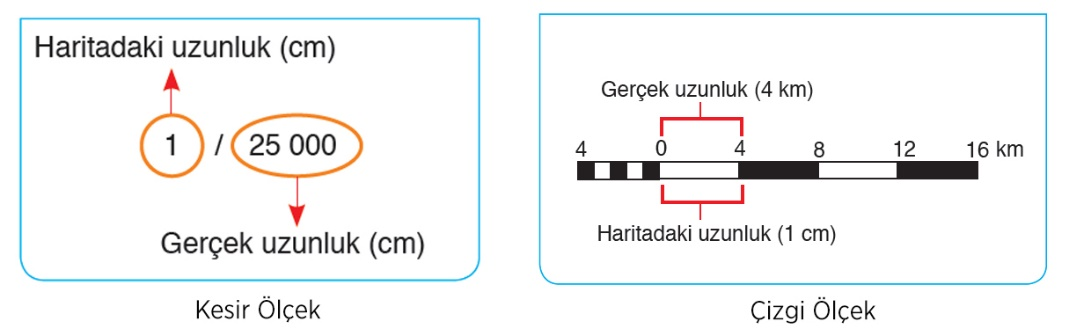 Haritadaki uzunluk (cm)
1 / 25 000
Gerçek uzunluk (cm)
Kesir Ölçek
Gerçek uzunluk (4 km)
4 0 4 8 12 16 km
Haritadaki uzunluk (1 cm)
Çizgi Ölçek